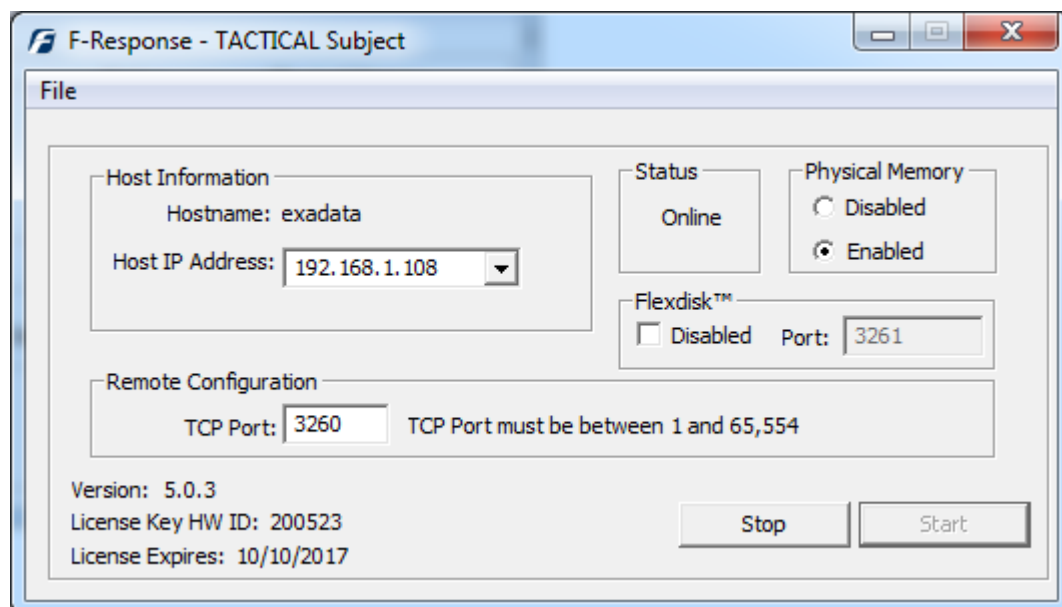 F-Response - TACTICAL Subject
File
Host Information
Hostname: exadata
Host IP Address: 192.168.1.108
Status
Online
Physical Memory
Disabled
Enabled
Flexdisk™
Disabled Port: 3261
Remote Configuration
TCP Port: 3260 TCP Port must be between 1 and 65,554
Version: 5.0.3
License Key HW ID: 200523
License Expires: 10/10/2017
Stop Start